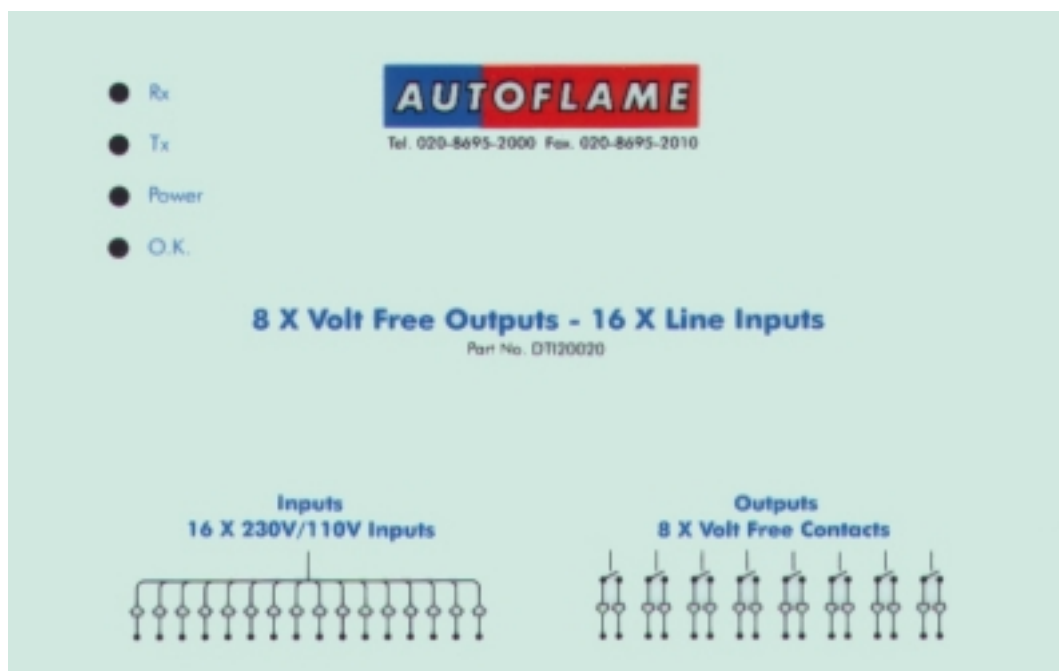 Rx
Tx
Power
O.K.
AUTOFLAME
Tel. 020-8695-2000 Fax. 020-8695-2010
8 X Volt Free Outputs - 16 X Line Inputs
Part No. DTI20020
Inputs
16 X 230V/110V Inputs
Outputs
8 X Volt Free Contacts